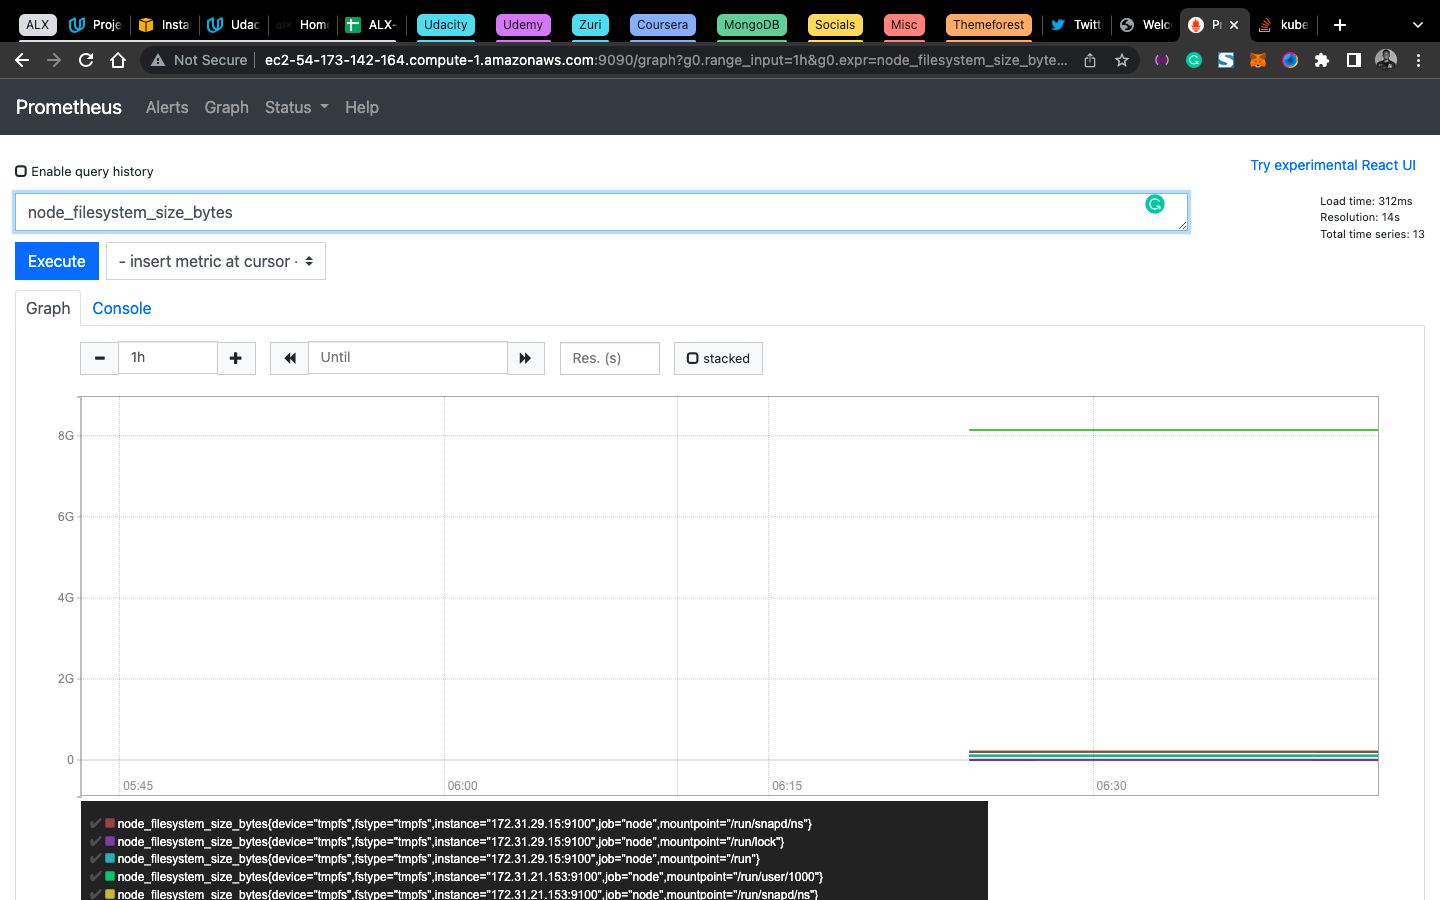 ALX Proje Insta Udac alx Home ALX- Udacity Udemy Zuri Coursera MongoDB Socials Misc Themeforest Twitt Welc Pr kube
Not Secure ec2-54-173-142-164.compute-1.amazonaws.com:9090/graph?g0.range_input=1h&g0.expr=node_filesystem_size_byte...
Prometheus Alerts Graph Status Help
Enable query history
Try experimental React UI
node_filesystem_size_bytes
Load time: 312ms
Resolution: 14s
Total time series: 13
Execute
- insert metric at cursor -
Graph Console
1h
Until
Res. (s)
stacked
8G
6G
4G
2G
0
05:45 06:00 06:15 06:30
node_filesystem_size_bytes{device="tmpfs",fstype="tmpfs",instance="172.31.29.15:9100",job="node",mountpoint="/run/snapd/ns"}
node_filesystem_size_bytes{device="tmpfs",fstype="tmpfs",instance="172.31.29.15:9100",job="node",mountpoint="/run/lock"}
node_filesystem_size_bytes{device="tmpfs",fstype="tmpfs",instance="172.31.29.15:9100",job="node",mountpoint="/run"}
node_filesystem_size_bytes{device="tmpfs",fstype="tmpfs",instance="172.31.21.153:9100",job="node",mountpoint="/run/user/1000"}
node_filesystem_size_bytes{device="tmpfs",fstype="tmpfs",instance="172.31.21.153:9100",job="node",mountpoint="/run/snapd/ns"}